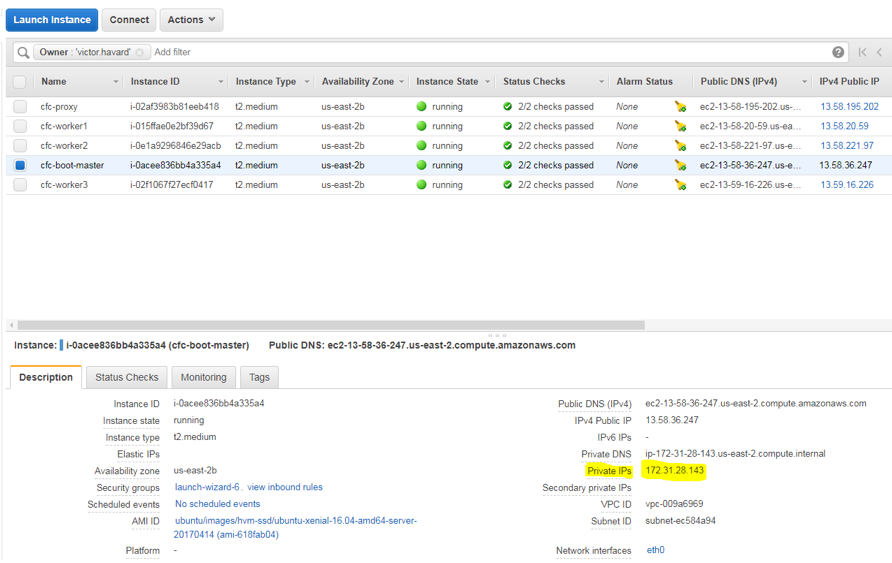 Launch Instance Connect Actions
Owner : 'victor.havard' Add filter
Name Instance ID Instance Type Availability Zone Instance State Status Checks Alarm Status Public DNS (IPv4) IPv4 Public IP
cfc-proxy i-02af3983b81eeb418 t2.medium us-east-2b running 2/2 checks passed None ec2-13-58-195-202.us-... 13.58.195.202
cfc-worker1 i-015ffae0e2bf39d67 t2.medium us-east-2b running 2/2 checks passed None ec2-13-58-20-59.us-ea... 13.58.20.59
cfc-worker2 i-0e1a9296846e29acb t2.medium us-east-2b running 2/2 checks passed None ec2-13-58-221-97.us-e... 13.58.221.97
cfc-boot-master i-0acee836bb4a335a4 t2.medium us-east-2b running 2/2 checks passed None ec2-13-58-36-247.us-e... 13.58.36.247
cfc-worker3 i-02f1067f27ecf0417 t2.medium us-east-2b running 2/2 checks passed None ec2-13-59-16-226.us-e... 13.59.16.226
Instance: i-0acee836bb4a335a4 (cfc-boot-master) Public DNS: ec2-13-58-36-247.us-east-2.compute.amazonaws.com
Description Status Checks Monitoring Tags
Instance ID i-0acee836bb4a335a4 Public DNS (IPv4) ec2-13-58-36-247.us-east-2.compute.amazonaws.com
Instance state running IPv4 Public IP 13.58.36.247
Instance type t2.medium IPv6 IPs -
Elastic IPs Private DNS ip-172-31-28-143.us-east-2.compute.internal
Availability zone us-east-2b Private IPs 172.31.28.143
Security groups launch-wizard-6. view inbound rules Secondary private IPs
Scheduled events No scheduled events VPC ID vpc-009a6969
AMI ID ubuntu/images/hvm-ssd/ubuntu-xenial-16.04-amd64-server- Subnet ID subnet-ec584a94
20170414 (ami-618fab04)
Platform - Network interfaces eth0